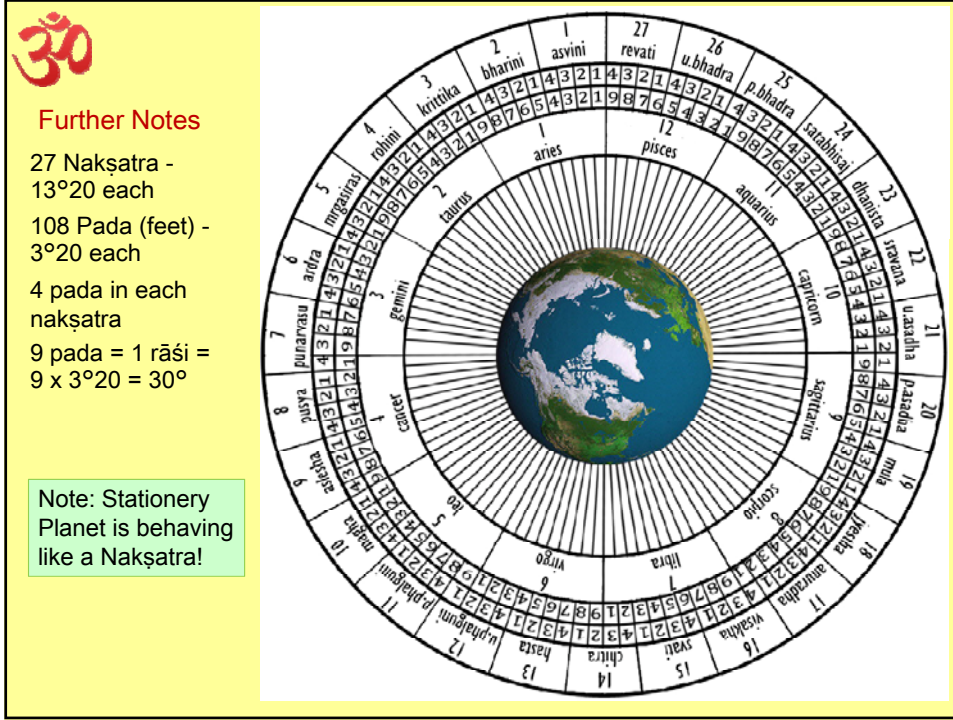 ॐ
Further Notes
27 Nakṣatra -
13°20 each
108 Pada (feet) -
3°20 each
4 pada in each
nakṣatra
9 pada = 1 rāśi =
9 x 3°20 = 30°
Note: Stationery
Planet is behaving
like a Nakṣatra!
1
asvini
2
bharini
3
krittika
4
rohini
5
mrgasiras
6
ardra
7
punarvasu
8
pusya
9
aslesha
10
magha
11
p.phalguni
12
u.phalguni
13
hasta
14
chitra
15
svati
16
visakha
17
anuradha
18
jyestha
19
mula
20
p.asadha
21
u.asadha
22
sravana
23
dhanista
24
satabhisaj
25
p.bhadra
26
u.bhadra
27
revati
1
aries
2
taurus
3
gemini
4
cancer
5
leo
6
virgo
7
libra
8
scorpio
9
sagittarius
10
capricorn
11
aquarius
12
pisces